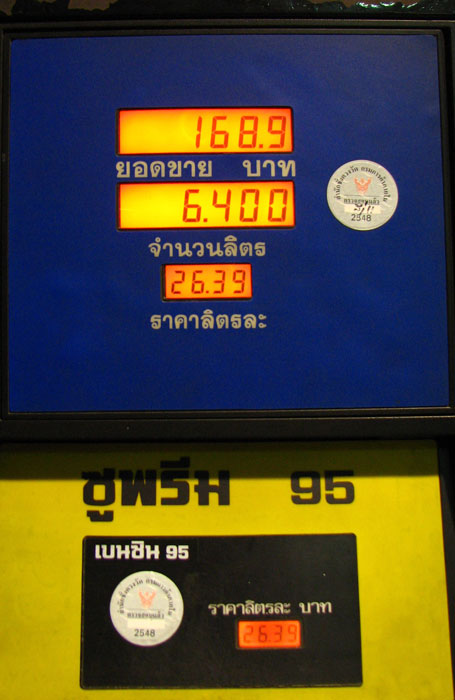 168.9
ยอดขาย บาท
6.400
จำนวนลิตร
26.39
ราคาลิตรละ
2548
ซูพรีม 95
เบนซิน 95
ราคาลิตรละ บาท
26.39
2548